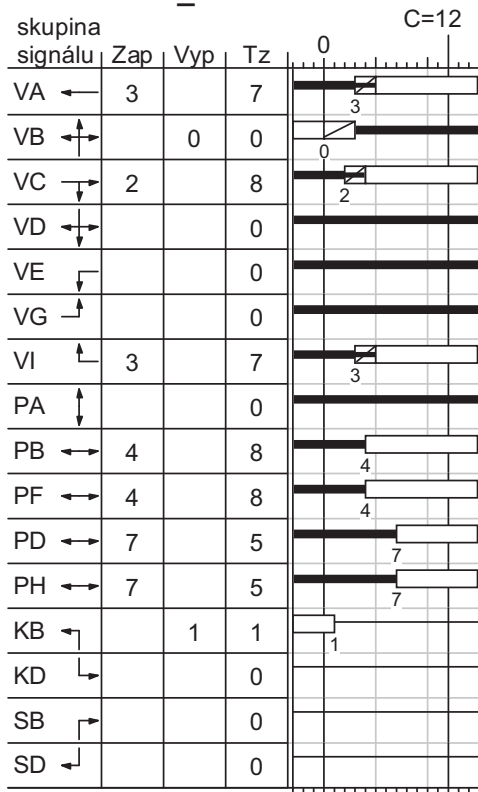 skupina
signálu Zap Vyp Tz 0 C=12
VA 3 7 3
VB 0 0 0
VC 2 8 2
VD 0
VE 0
VG 0
VI 3 7 3
PA 0
PB 4 8 4
PF 4 8 4
PD 7 5 7
PH 7 5 7
KB 1 1 1
KD 0
SB 0
SD 0